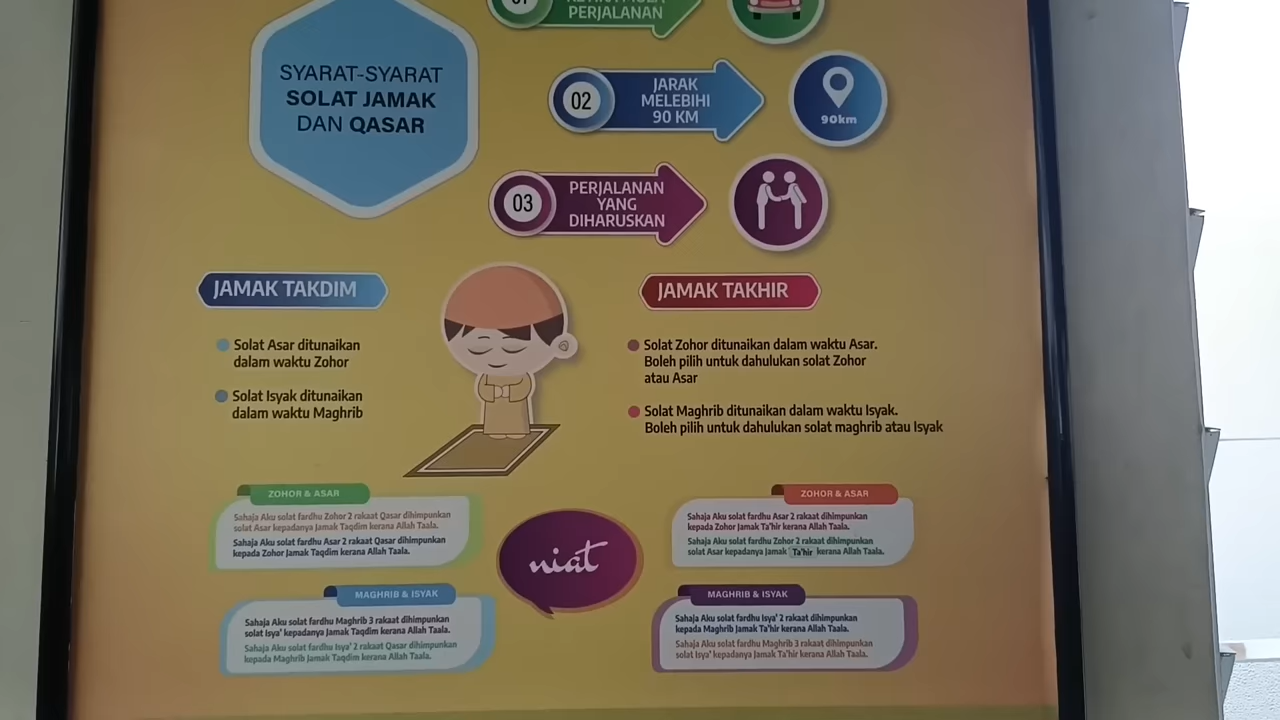 SYARAT-SYARAT
SOLAT JAMAK
DAN QASAR
PERJALANAN
02
JARAK
MELEBIHI
90 KM
90km
03
PERJALANAN
YANG
DIHARUSKAN
JAMAK TAKDIM
Solat Asar ditunaikan
dalam waktu Zohor
Solat Isyak ditunaikan
dalam waktu Maghrib
JAMAK TAKHIR
Solat Zohor ditunaikan dalam waktu Asar.
Boleh pilih untuk dahulukan solat Zohor
atau Asar
Solat Maghrib ditunaikan dalam waktu Isyak.
Boleh pilih untuk dahulukan solat maghrib atau Isyak
niat
ZOHOR & ASAR
Sahaja Aku solat fardhu Zohor 2 rakaat Qasar dihimpunkan
solat Asar kepadanya Jamak Taqdim kerana Allah Taala.
Sahaja Aku solat fardhu Asar 2 rakaat Qasar dihimpunkan
kepada Zohor Jamak Taqdim kerana Allah Taala.
MAGHRIB & ISYAK
Sahaja Aku solat fardhu Maghrib 3 rakaat dihimpunkan
solat Isya' kepadanya Jamak Taqdim kerana Allah Taala.
Sahaja Aku solat fardhu Isya' 2 rakaat Qasar dihimpunkan
kepada Maghrib Jamak Taqdim kerana Allah Taala.
ZOHOR & ASAR
Sahaja Aku solat fardhu Asar 2 rakaat dihimpunkan
kepada Zohor Jamak Ta'hir kerana Allah Taala.
Sahaja Aku solat fardhu Zohor 2 rakaat dihimpunkan
solat Asar kepadanya Jamak Ta'hir kerana Allah Taala.
MAGHRIB & ISYAK
Sahaja Aku solat fardhu Isya' 2 rakaat dihimpunkan
kepada Maghrib Jamak Ta'hir kerana Allah Taala.
Sahaja Aku solat fardhu Maghrib 3 rakaat dihimpunkan
solat Isya' kepadanya Jamak Ta'hir kerana Allah Taala.